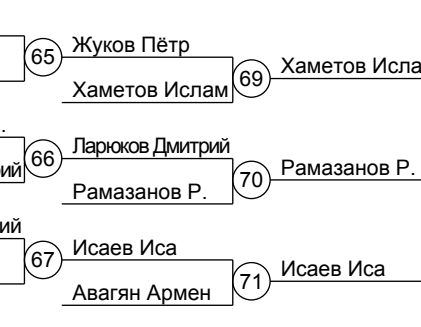 65
Жуков Пётр
Хаметов Ислам
69
Хаметов Исла
66
Ларюков Дмитрий
Рамазанов Р.
70
Рамазанов Р.
67
Исаев Иса
Авагян Армен
71
Исаев Иса